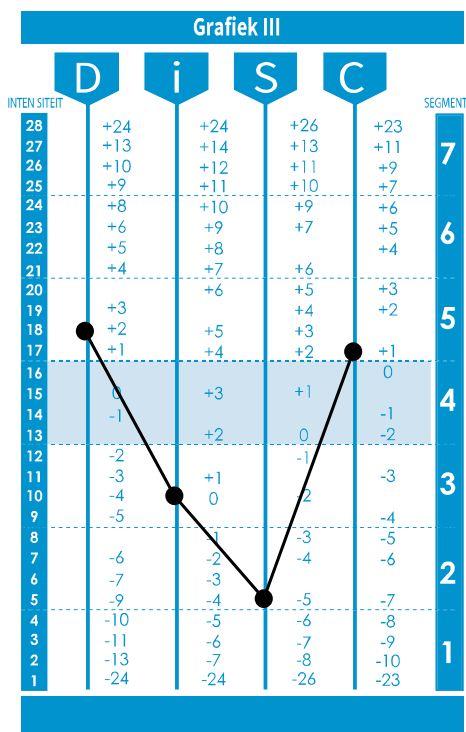 Grafiek III
D i S C
INTEN SITEIT SEGMENT
28 +24 +24 +26 +23
27 +13 +14 +13 +11 7
26 +10 +12 +11 +9
25 +9 +11 +10 +7
24 +8 +10 +9 +6
23 +6 +9 +7 +5 6
22 +5 +8 +4
21 +4 +7 +6
20 +6 +5 +3
19 +3 +4 +2 5
18 +2 +5 +3
17 +1 +4 +2 +1
16 0
15 0 +3 +1 4
14 -1 -1
13 +2 0 -2
12 -2 -1
11 -3 +1 -3 3
10 -4 0 -2
9 -5 -4
8 -1 -3 -5
7 -6 -2 -4 -6 2
6 -7 -3
5 -9 -4 -5 -7
4 -10 -5 -6 -8
3 -11 -6 -7 -9 1
2 -13 -7 -8 -10
1 -24 -24 -26 -23